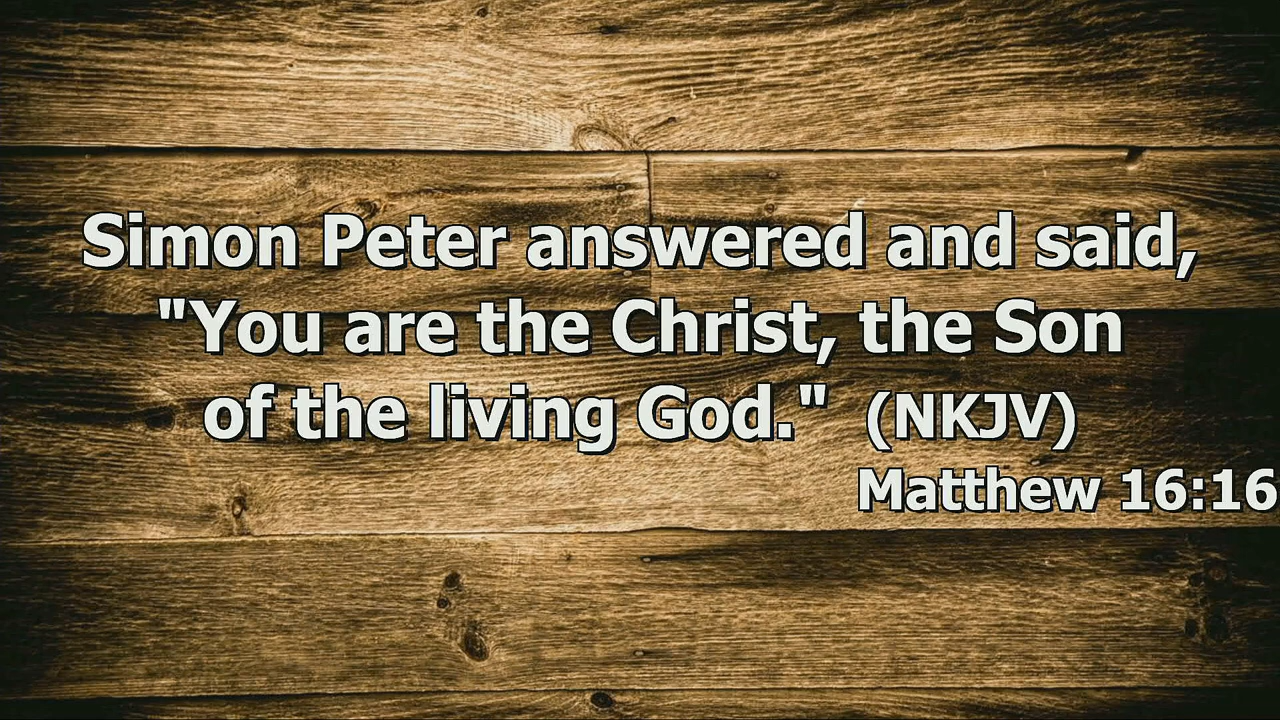 Simon Peter answered and said,
"You are the Christ, the Son
of the living God." (NKJV)
Matthew 16:16